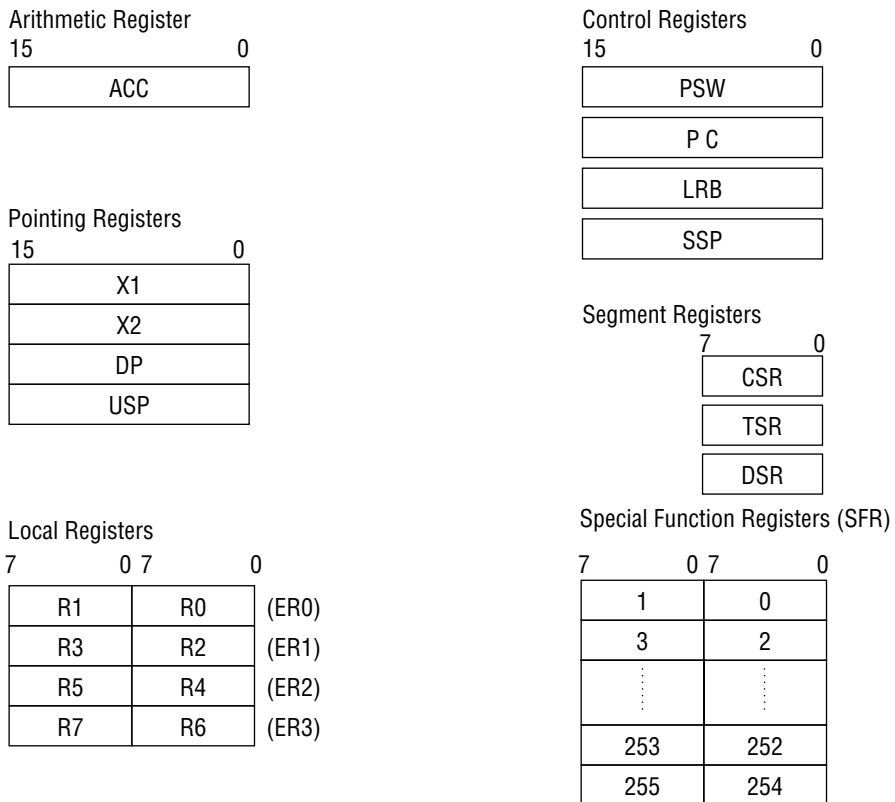 Arithmetic Register
15 0
ACC
Pointing Registers
15 0
X1
X2
DP
USP
Local Registers
7 0 7 0
R1 R0 (ER0)
R3 R2 (ER1)
R5 R4 (ER2)
R7 R6 (ER3)
Control Registers
15 0
PSW
P C
LRB
SSP
Segment Registers
7 0
CSR
TSR
DSR
Special Function Registers (SFR)
7 0 7 0
1 0
3 2
253 252
255 254